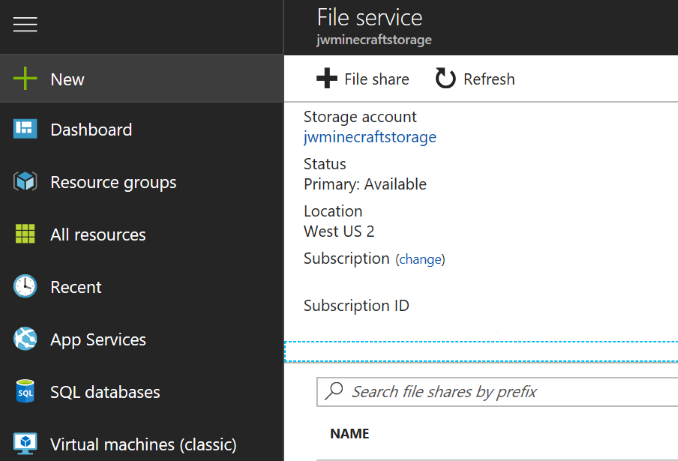 File service
jwminecraftstorage
New
Dashboard
Resource groups
All resources
Recent
App Services
SQL
SQL databases
Virtual machines (classic)
File share
Refresh
Storage account
jwminecraftstorage
Status
Primary: Available
Location
West US 2
Subscription (change)
Subscription ID
Search file shares by prefix
NAME